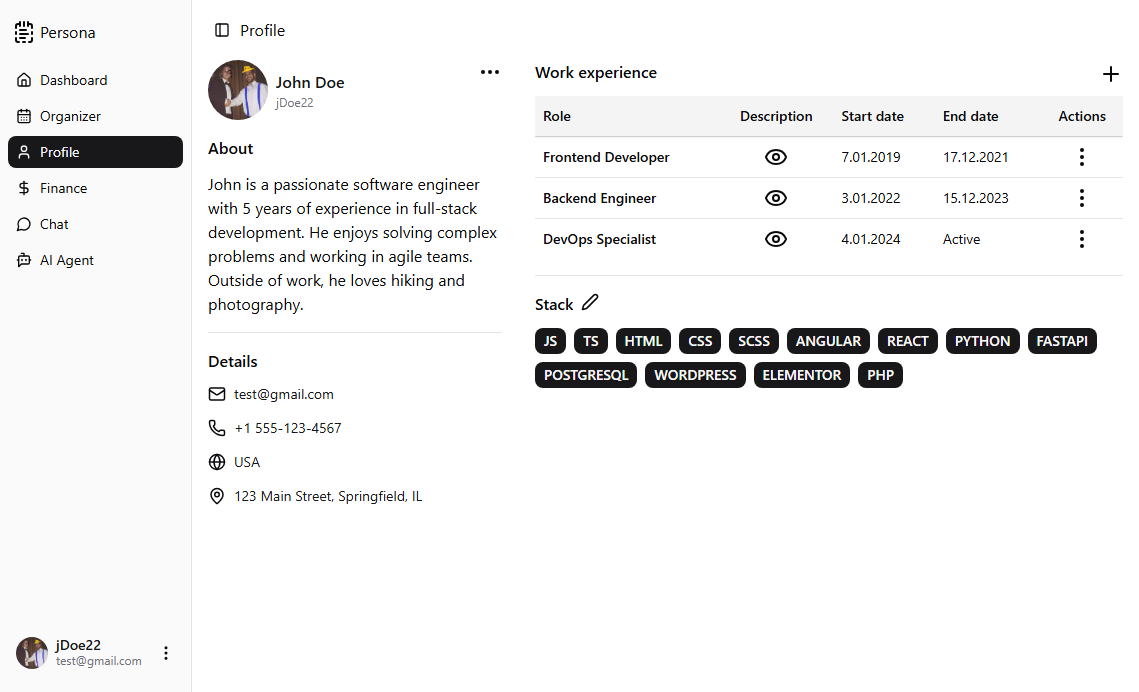 Persona
Dashboard
Organizer
Profile
Finance
Chat
AI Agent
jDoe22
test@gmail.com
Profile
John Doe
jDoe22
About
John is a passionate software engineer
with 5 years of experience in full-stack
development. He enjoys solving complex
problems and working in agile teams.
Outside of work, he loves hiking and
photography.
Details
test@gmail.com
+1 555-123-4567
USA
123 Main Street, Springfield, IL
Work experience
Role Description Start date End date Actions
Frontend Developer 7.01.2019 17.12.2021
Backend Engineer 3.01.2022 15.12.2023
DevOps Specialist 4.01.2024 Active
Stack
JS TS HTML CSS SCSS ANGULAR REACT PYTHON FASTAPI
POSTGRESQL WORDPRESS ELEMENTOR PHP